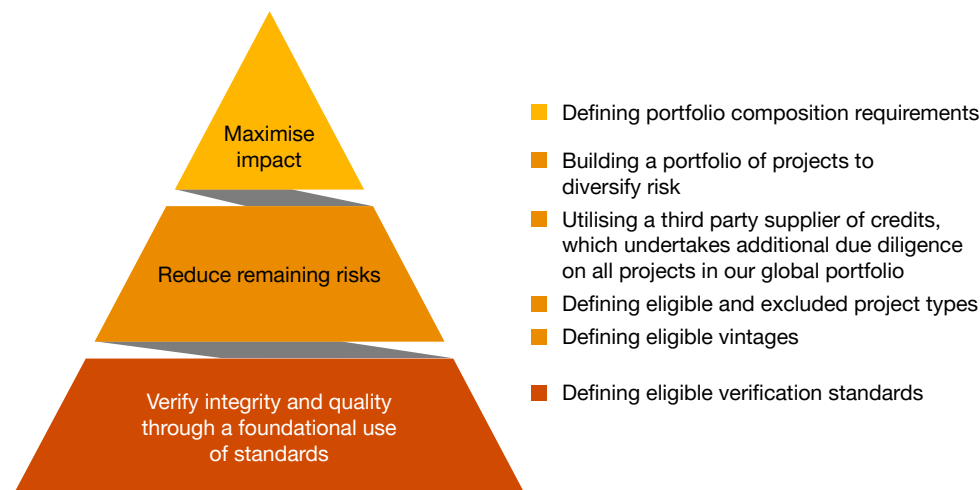 Maximise
impact
Reduce remaining risks
Verify integrity and quality
through a foundational use
of standards
Defining portfolio composition requirements
Building a portfolio of projects to
diversify risk
Utilising a third party supplier of credits,
which undertakes additional due diligence
on all projects in our global portfolio
Defining eligible and excluded project types
Defining eligible vintages
Defining eligible verification standards